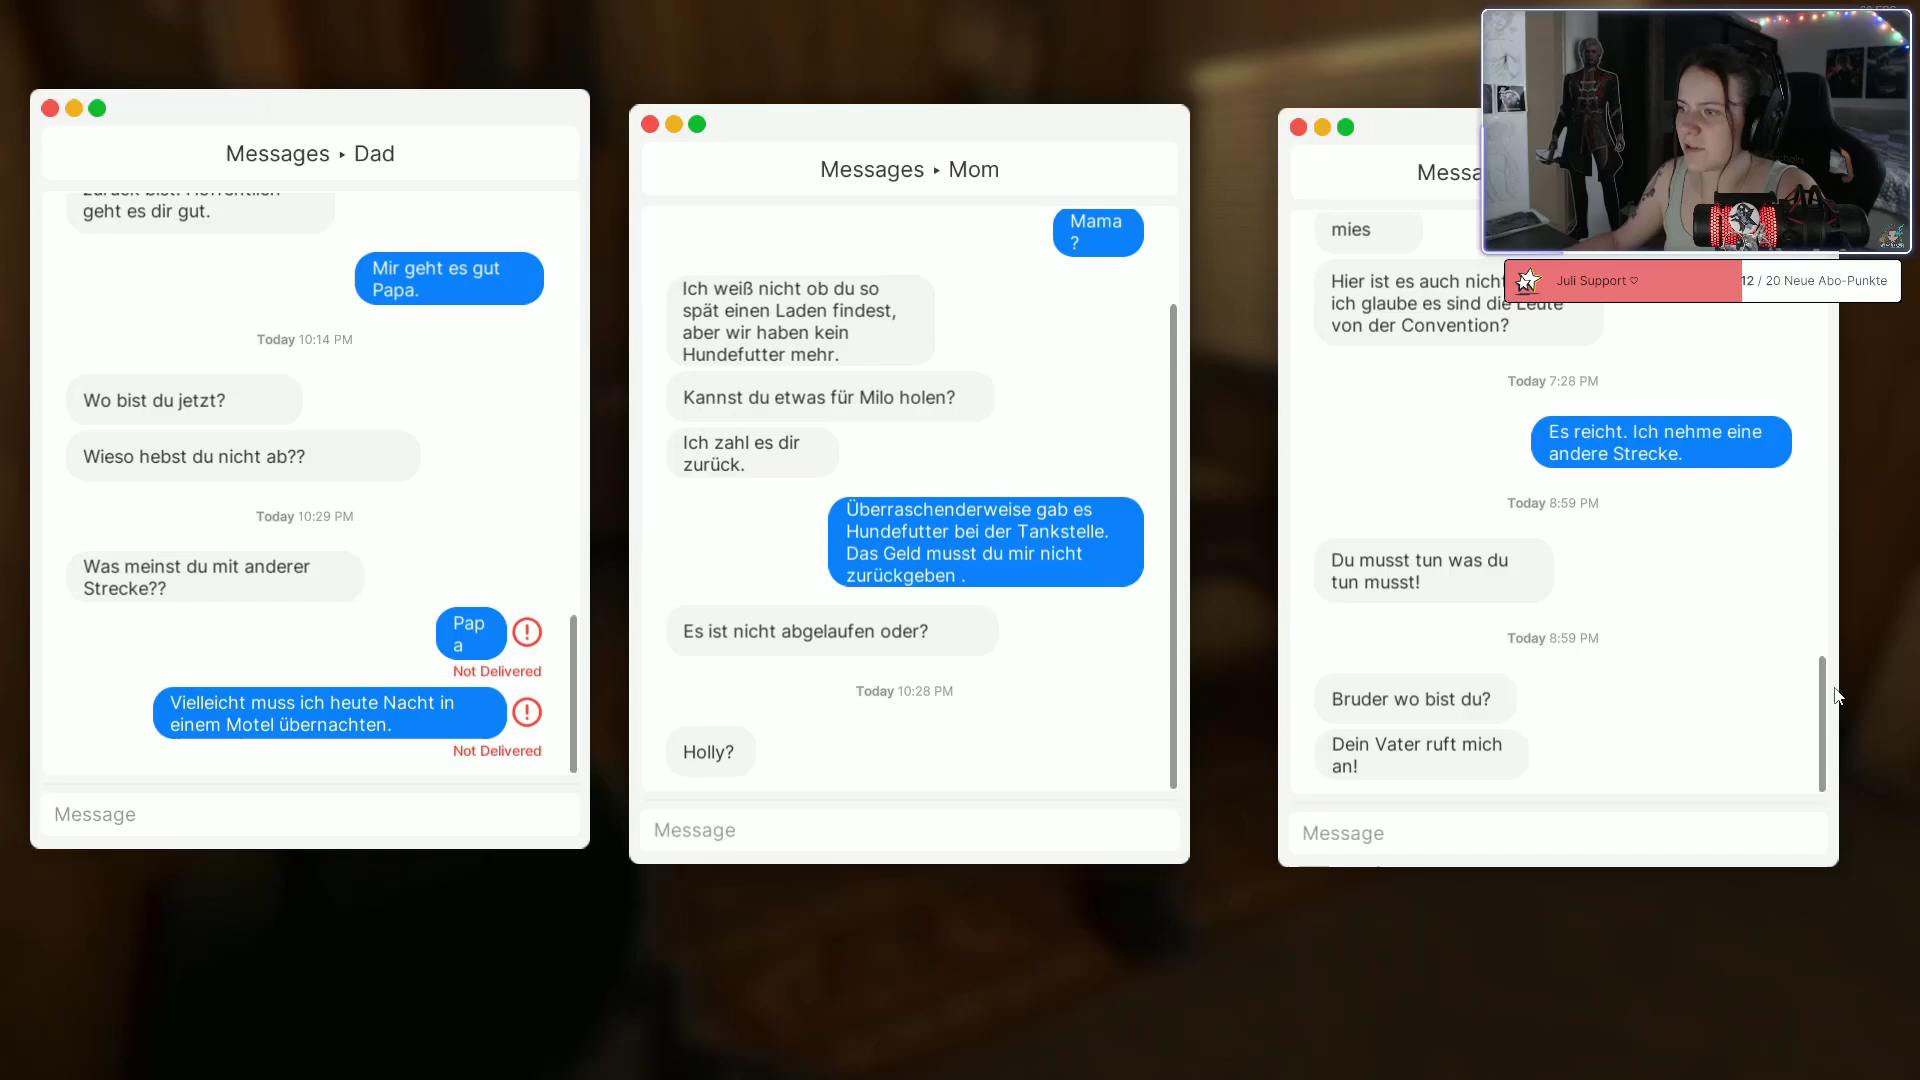 Messages ▸ Dad
geht es dir gut.
Mir geht es gut
Papa.
Today 10:14 PM
Wo bist du jetzt?
Wieso hebst du nicht ab??
Today 10:29 PM
Was meinst du mit anderer
Strecke??
Pap
a
Not Delivered
Vielleicht muss ich heute Nacht in
einem Motel übernachten.
Not Delivered
Message
Messages ▸ Mom
Mama
?
Ich weiß nicht ob du so
spät einen Laden findest,
aber wir haben kein
Hundefutter mehr.
Kannst du etwas für Milo holen?
Ich zahl es dir
zurück.
Überraschenderweise gab es
Hundefutter bei der Tankstelle.
Das Geld musst du mir nicht
zurückgeben .
Es ist nicht abgelaufen oder?
Today 10:28 PM
Holly?
Message
Messa
mies
Hier ist es auch nicht
ich glaube es sind die Leute
von der Convention?
Today 7:28 PM
Es reicht. Ich nehme eine
andere Strecke.
Today 8:59 PM
Du musst tun was du
tun musst!
Today 8:59 PM
Bruder wo bist du?
Dein Vater ruft mich
an!
Message
Juli Support ♡
12 / 20 Neue Abo-Punkte